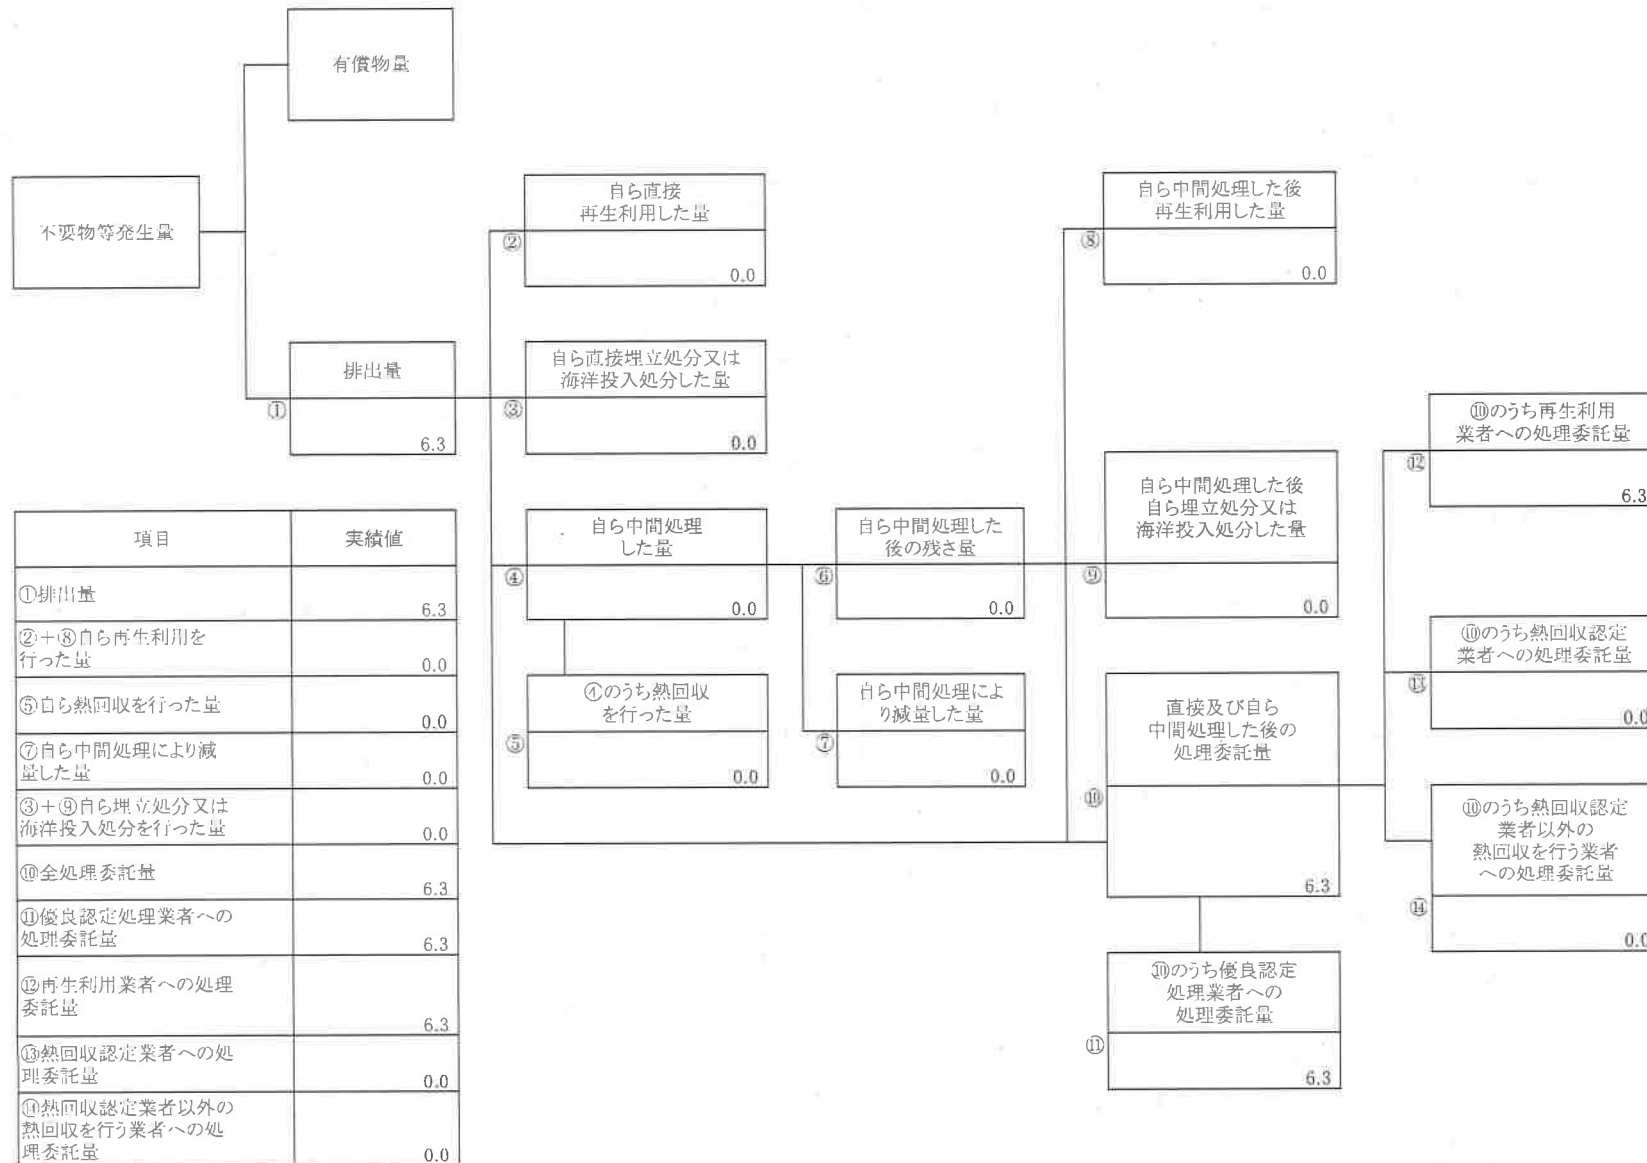 有償物量
不要物等発生量
排出量
①
6.3
自ら直接
再生利用した量
②
0.0
自ら直接埋立処分又は
海洋投入処分した量
③
0.0
自ら中間処理
した量
④
0.0
④のうち熱回収
を行った量
⑤
0.0
自ら中間処理した
後の残さ量
⑥
0.0
自ら中間処理によ
り減量した量
⑦
0.0
自ら中間処理した後
再生利用した量
⑧
0.0
自ら中間処理した後
自ら埋立処分又は
海洋投入処分した量
⑨
0.0
直接及び自ら
中間処理した後の
処理委託量
⑩
6.3
⑩のうち優良認定
処理業者への
処理委託量
⑪
6.3
⑩のうち再生利用
業者への処理委託量
⑫
6.3
⑩のうち熱回収認定
業者への処理委託量
⑬
0.0
⑩のうち熱回収認定
業者以外の
熱回収を行う業者
への処理委託量
⑭
0.0
項目 実績値
①排出量 6.3
②+⑧自ら再生利用を
行った量 0.0
⑤自ら熱回収を行った量 0.0
⑦自ら中間処理により減
量した量 0.0
③+⑨自ら埋立処分又は
海洋投入処分を行った量 0.0
⑩全処理委託量 6.3
⑪優良認定処理業者への
処理委託量 6.3
⑫再生利用業者への処理
委託量 6.3
⑬熱回収認定業者への処
理委託量 0.0
⑭熱回収認定業者以外の
熱回収を行う業者への処
理委託量 0.0